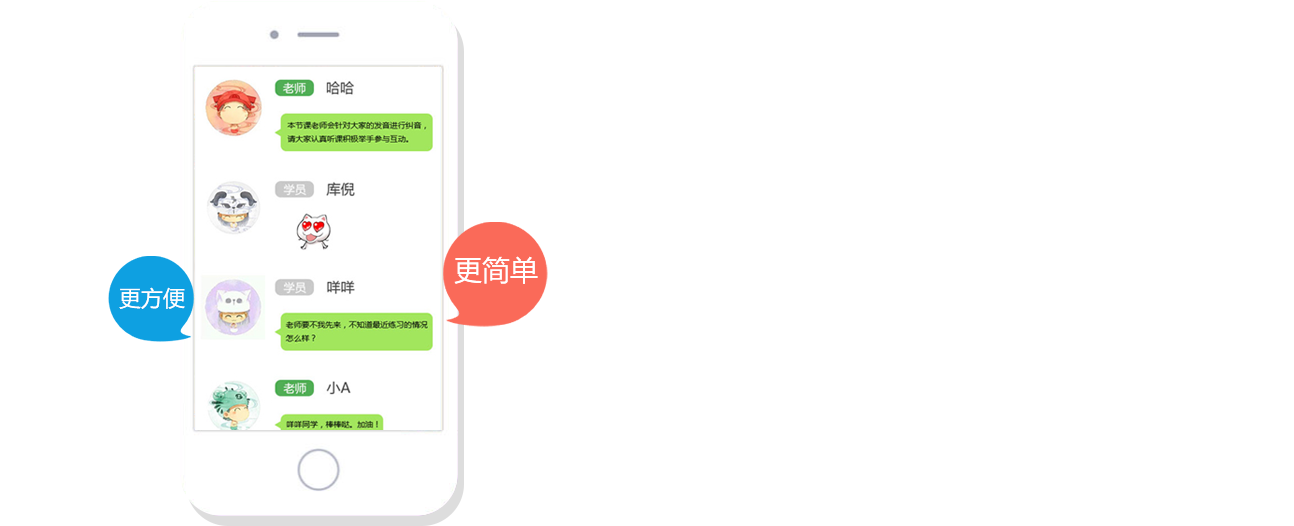 老师 哈哈
本节课老师会针对大家的发音进行纠音，
请大家认真听课积极举手参与互动。
学员 库倪
更简单
学员 咩咩
更方便
老师要不我先来，不知道最近练习的情况
怎么样？
老师 小A
咩咩同学，棒棒哒。加油！